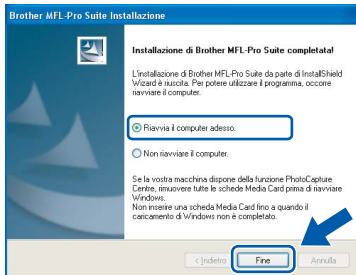 Brother MFL-Pro Suite Installazione
Installazione di Brother MFL-Pro Suite completata!
L'installazione di Brother MFL-Pro Suite da parte di InstallShield
Wizard è riuscita. Per potere utilizzare il programma, occorre
riavviare il computer.
Riavvia il computer adesso.
Non riavviare il computer.
Se la vostra macchina dispone della funzione PhotoCapture
Centre, rimuovere tutte le schede Media Card prima di riavviare
Windows.
Non inserire una scheda Media Card fino a quando il
caricamento di Windows non è completato.
< Indietro
Fine
Annulla